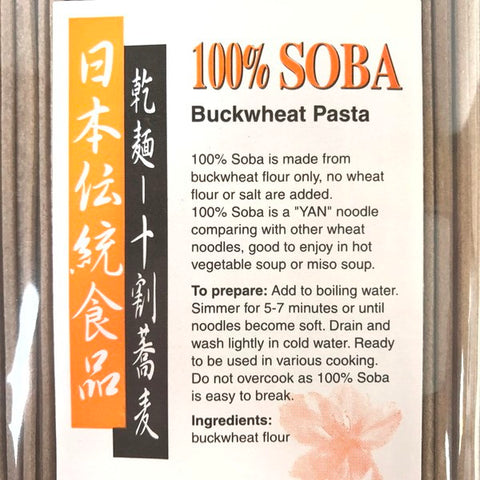 日本伝統食品
乾麺一十割蕎麦
100% SOBA
Buckwheat Pasta
100% Soba is made from
buckwheat flour only, no wheat
flour or salt are added.
100% Soba is a "YAN" noodle
comparing with other wheat
noodles, good to enjoy in hot
vegetable soup or miso soup.
To prepare: Add to boiling water.
Simmer for 5-7 minutes or until
noodles become soft. Drain and
wash lightly in cold water. Ready
to be used in various cooking.
Do not overcook as 100% Soba
is easy to break.
Ingredients:
buckwheat flour